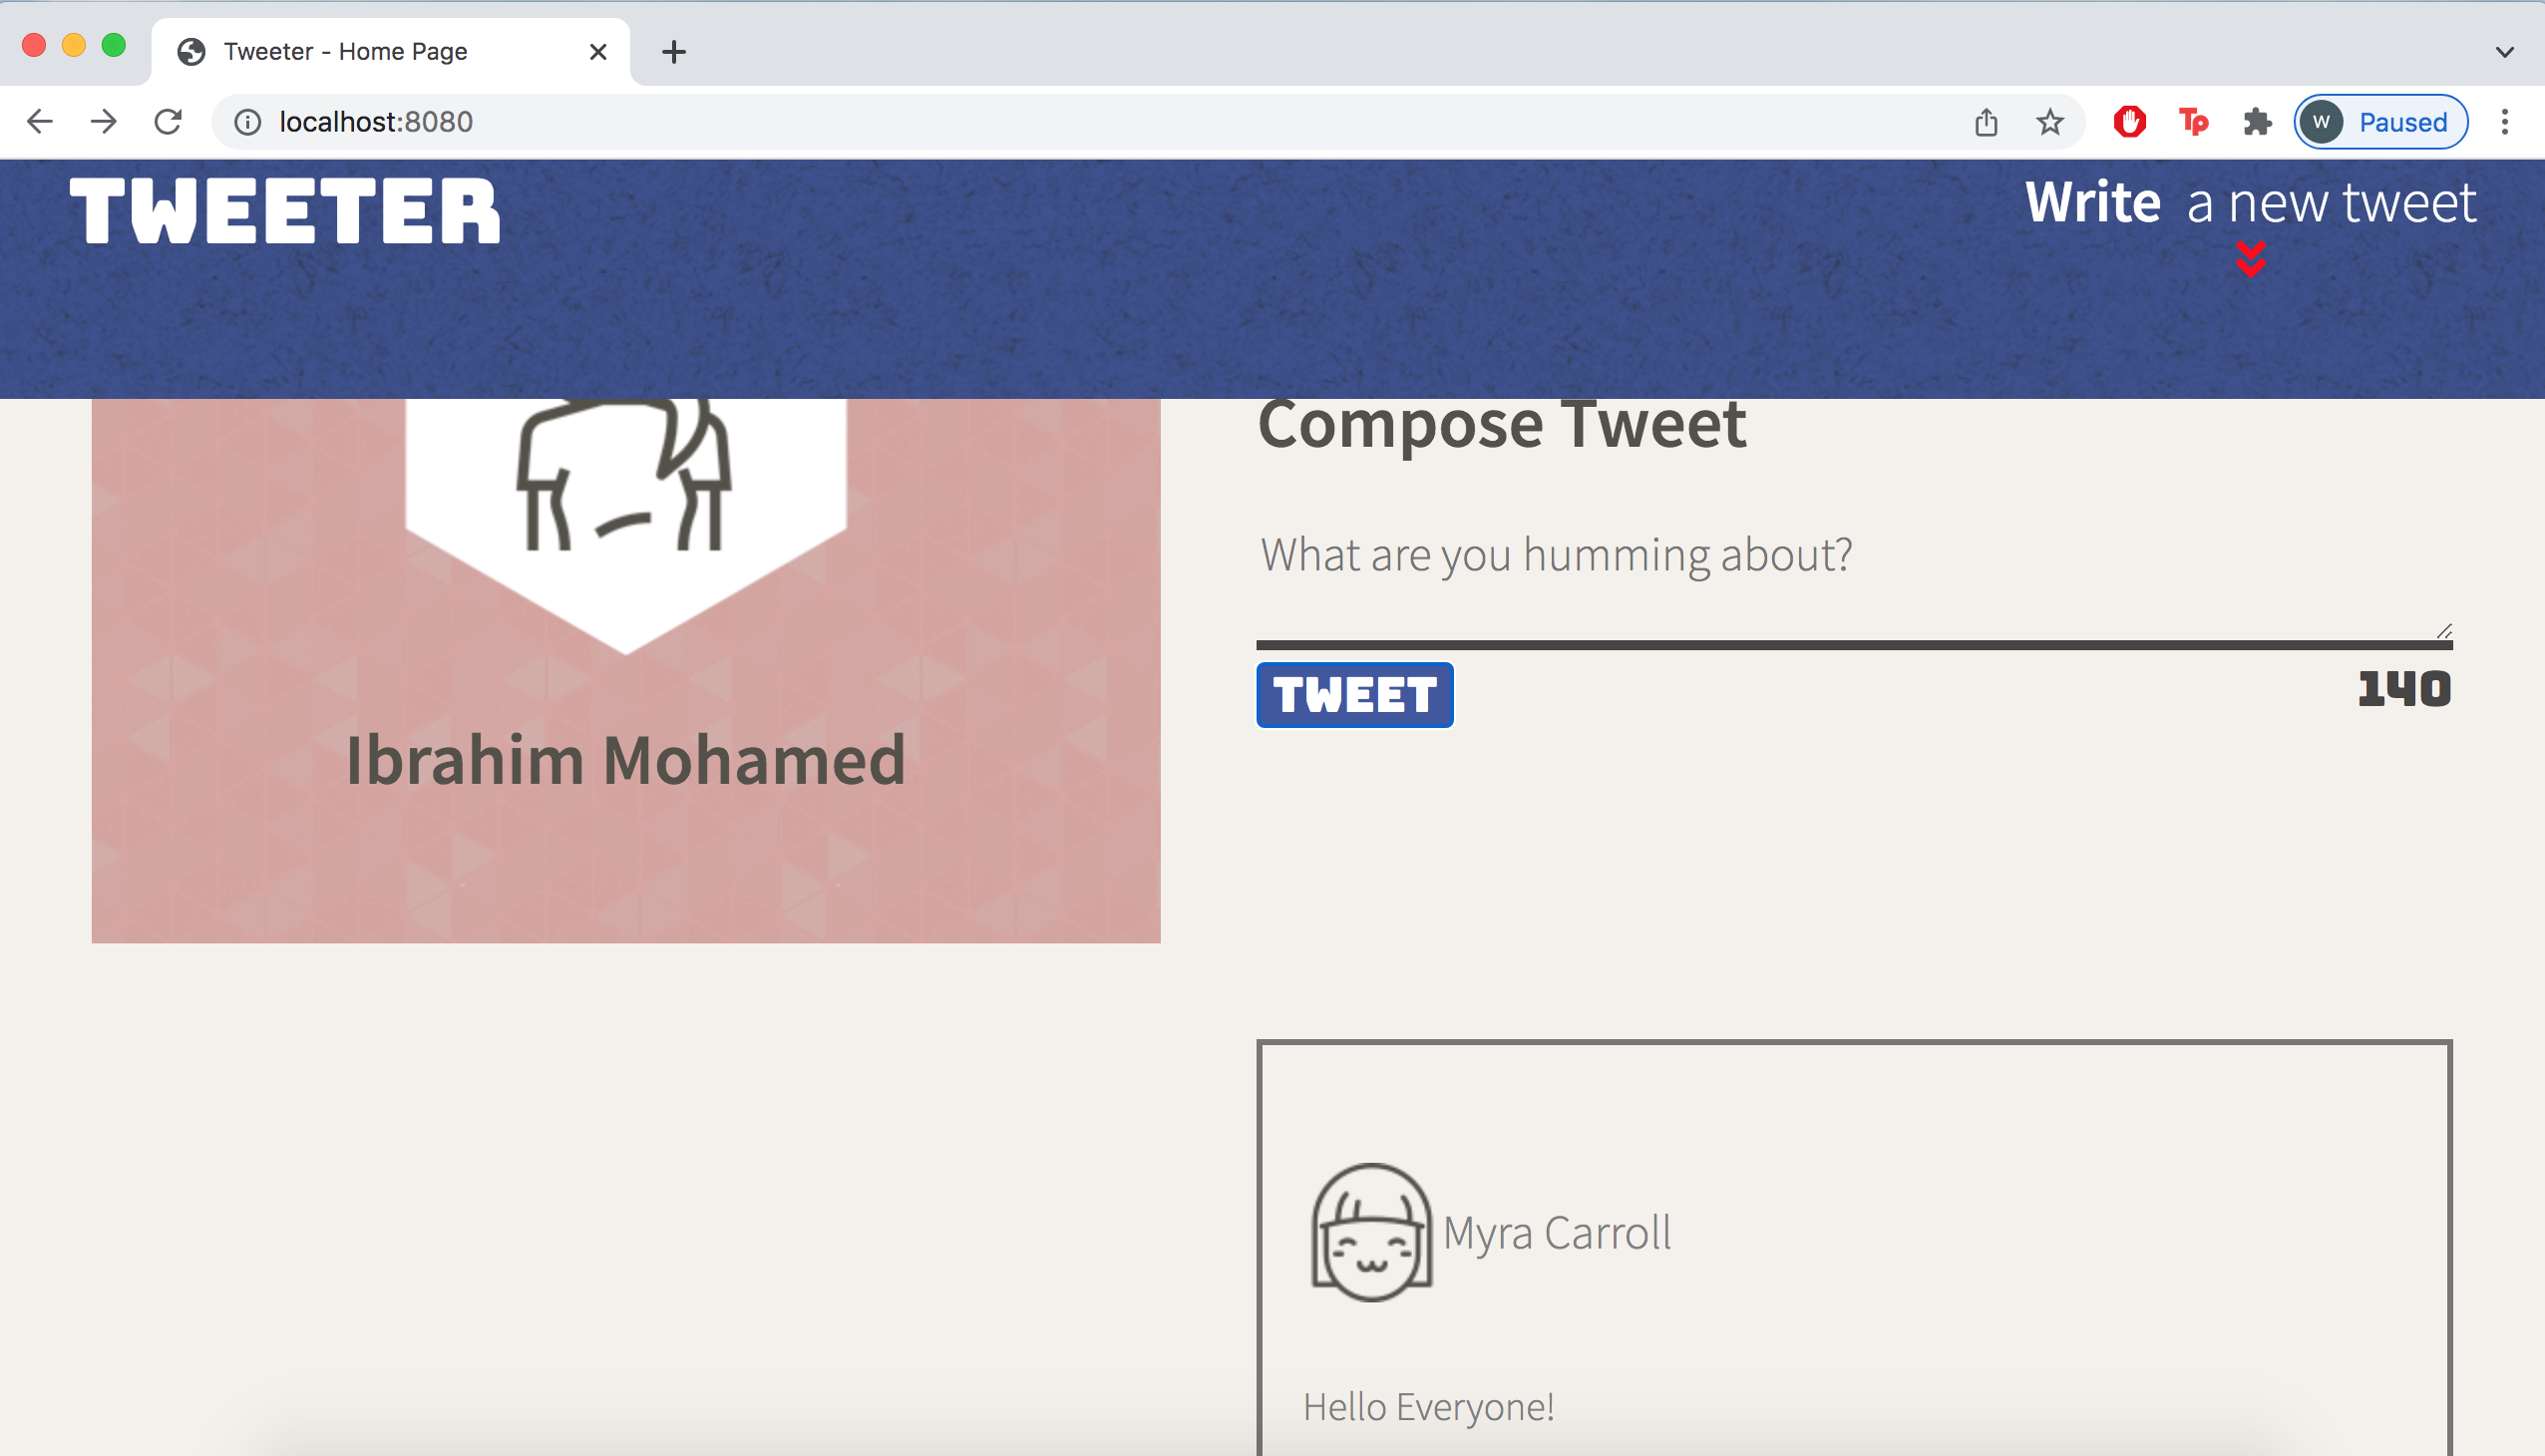 Tweeter - Home Page
localhost:8080
Tp
W
Paused
TWEETER
Write a new tweet
Compose Tweet
What are you humming about?
TWEET
140
Ibrahim Mohamed
Myra Carroll
Hello Everyone!